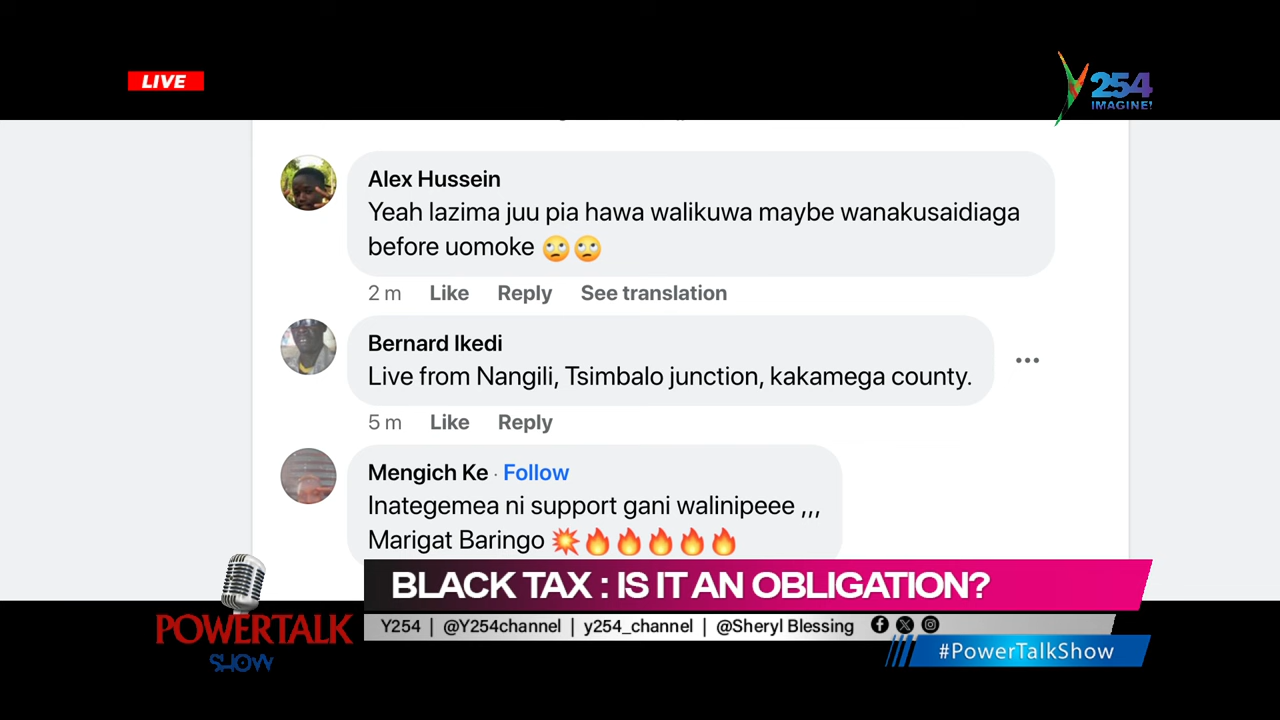 LIVE
Y254
IMAGINE!
Alex Hussein
Yeah lazima juu pia hawa walikuwa maybe wanakusaidiaga
before uomoke 🙄🙄
2 m Like Reply See translation
Bernard Ikedi
Live from Nangili, Tsimbalo junction, kakamega county.
5 m Like Reply
Mengich Ke · Follow
Inategemea ni support gani walinipeee ,,,
Marigat Baringo 💥🔥🔥🔥🔥🔥
BLACK TAX : IS IT AN OBLIGATION?
POWERTALK
SHOW
Y254 | @Y254channel | y254_channel | @Sheryl Blessing
#PowerTalkShow